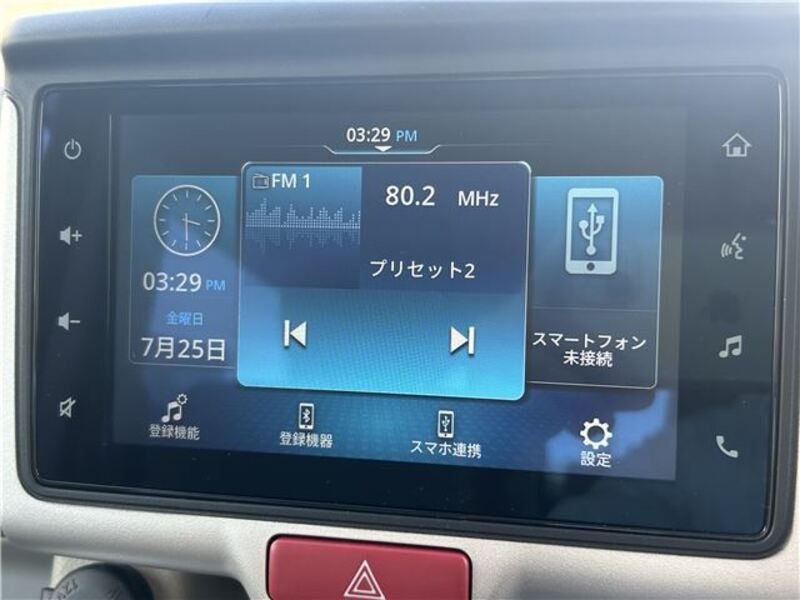 03:29 PM
FM 1
80.2 MHz
プリセット2
03:29 PM
金曜日
7月25日
スマートフォン
未接続
登録機能
登録機器
スマホ連携
設定
12V